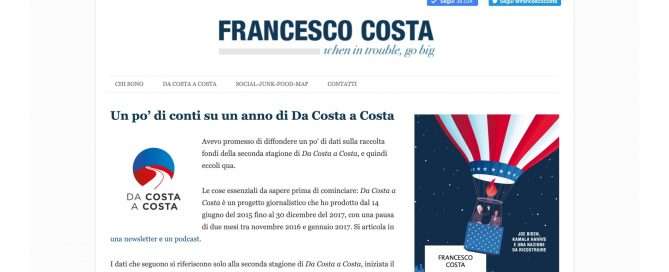 FRANCESCO COSTA
when in trouble, go big
CHI SONO
DA COSTA A COSTA
SOCIAL-JUNK-FOOD-MAP
CONTATTI
Un po’ di conti su un anno di Da Costa a Costa
Avevo promesso di diffondere un po’ di dati sulla raccolta
fondi della seconda stagione di Da Costa a Costa, e quindi
eccoli qua.
DA COSTA
A COSTA
Le cose essenziali da sapere prima di cominciare: Da Costa a
Costa è un progetto giornalistico che ho prodotto dal 14
giugno del 2015 fino al 30 dicembre del 2017, con una pausa
di due mesi tra novembre 2016 e gennaio 2017. Si articola in
una newsletter e un podcast.
I dati che seguono si riferiscono solo alla seconda stagione di Da Costa a Costa, iniziata il
JOE BIDEN,
KAMALA HARRIS
E UNA NAZIONE
DA RICOSTRUIRE
FRANCESCO
COSTA